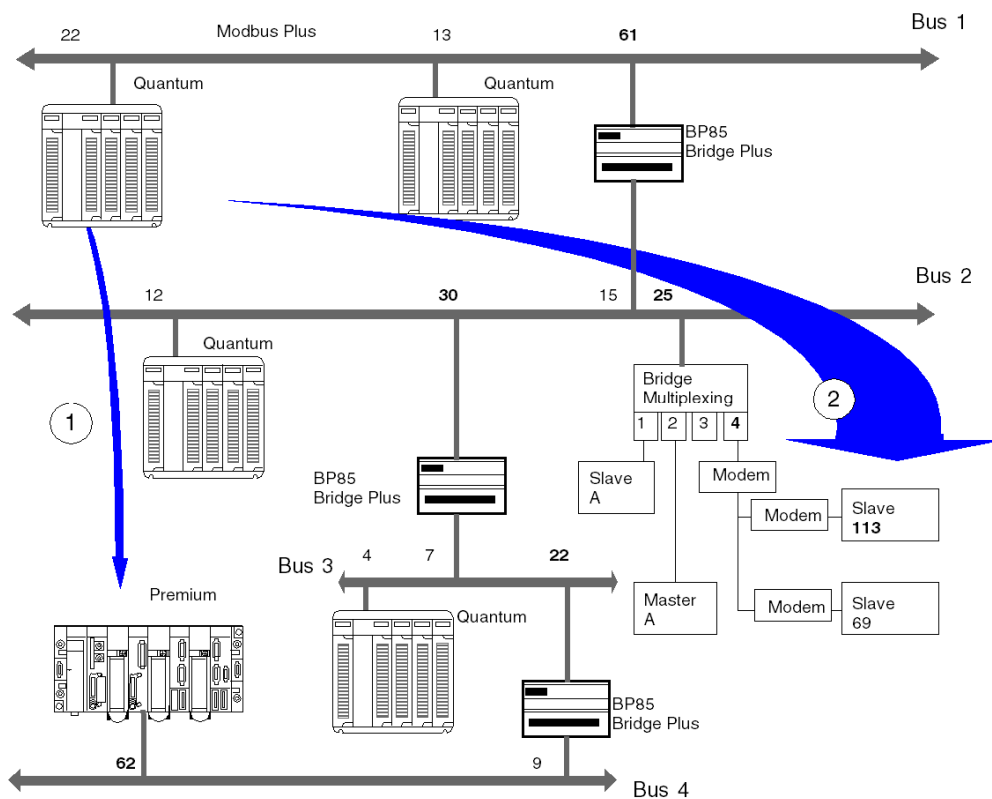 22
Modbus Plus
13
61
Bus 1
Quantum
Quantum
BP85
Bridge Plus
Bus 2
12
30
15
25
Quantum
Bridge
Multiplexing
1
2
3
4
1
2
BP85
Bridge Plus
Slave
A
Modem
Modem
Slave
113
Bus 3
4
7
22
Premium
Quantum
Master
A
Modem
Slave
69
BP85
Bridge Plus
62
9
Bus 4